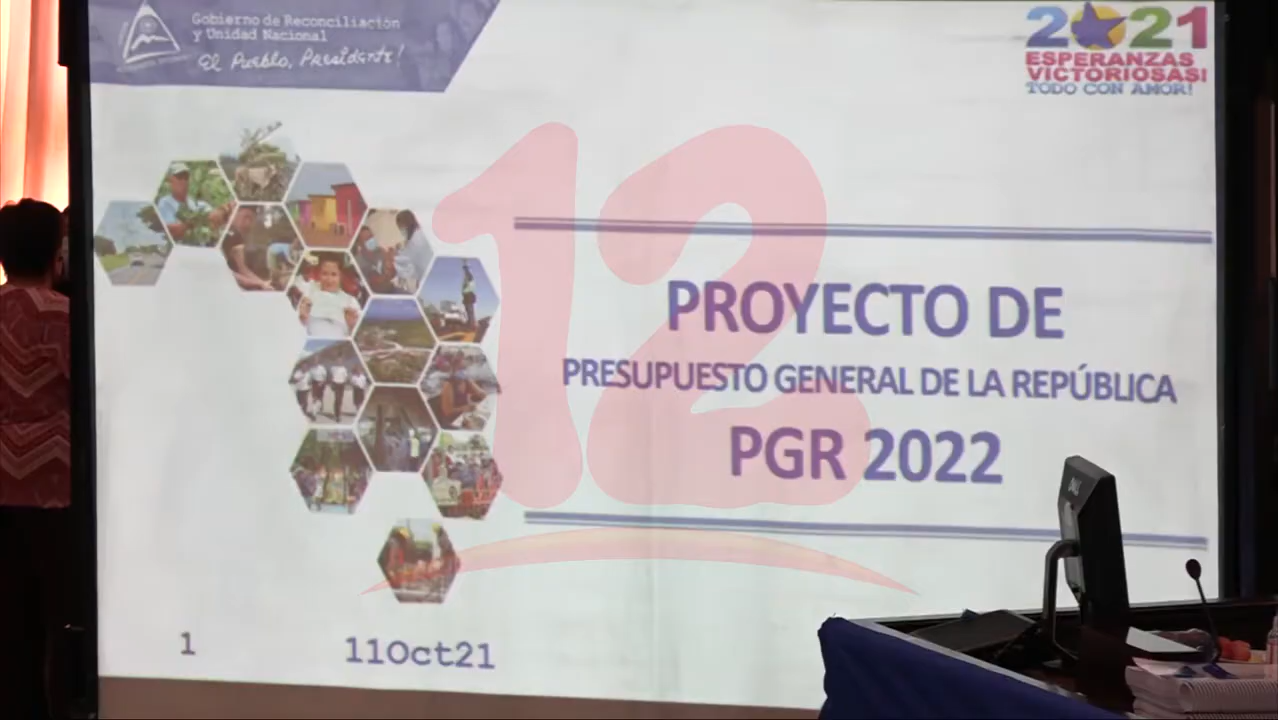 Gobierno de Reconciliación
y Unidad Nacional
El Pueblo, Presidente!
2021
ESPERANZAS
VICTORIOSAS!
TODO CON AMOR!
12
PROYECTO DE
PRESUPUESTO GENERAL DE LA REPÚBLICA
PGR 2022
1
11Oct21